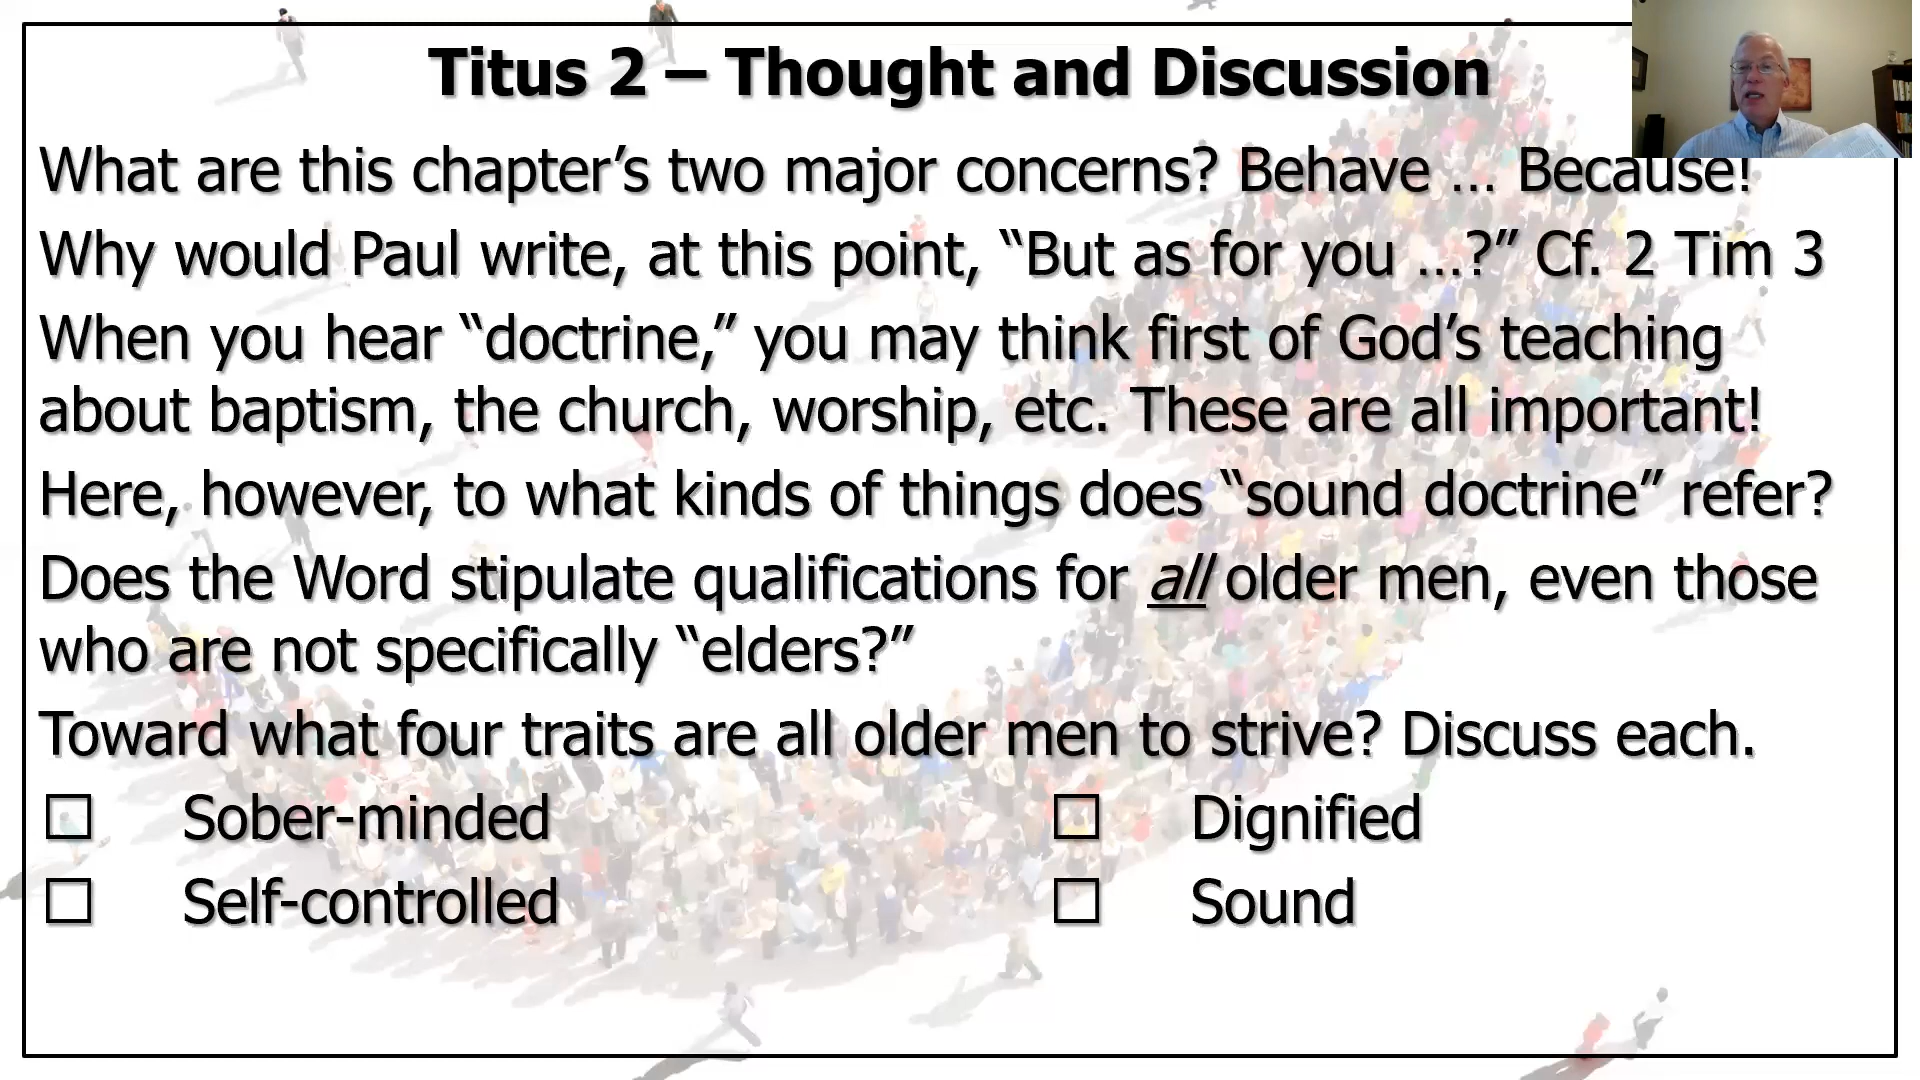 Titus 2 – Thought and Discussion
What are this chapter’s two major concerns? Behave … Because!
Why would Paul write, at this point, “But as for you …?” Cf. 2 Tim 3
When you hear “doctrine,” you may think first of God’s teaching
about baptism, the church, worship, etc. These are all important!
Here, however, to what kinds of things does “sound doctrine” refer?
Does the Word stipulate qualifications for all older men, even those
who are not specifically “elders?”
Toward what four traits are all older men to strive? Discuss each.
☐ Sober-minded ☐ Dignified
☐ Self-controlled ☐ Sound